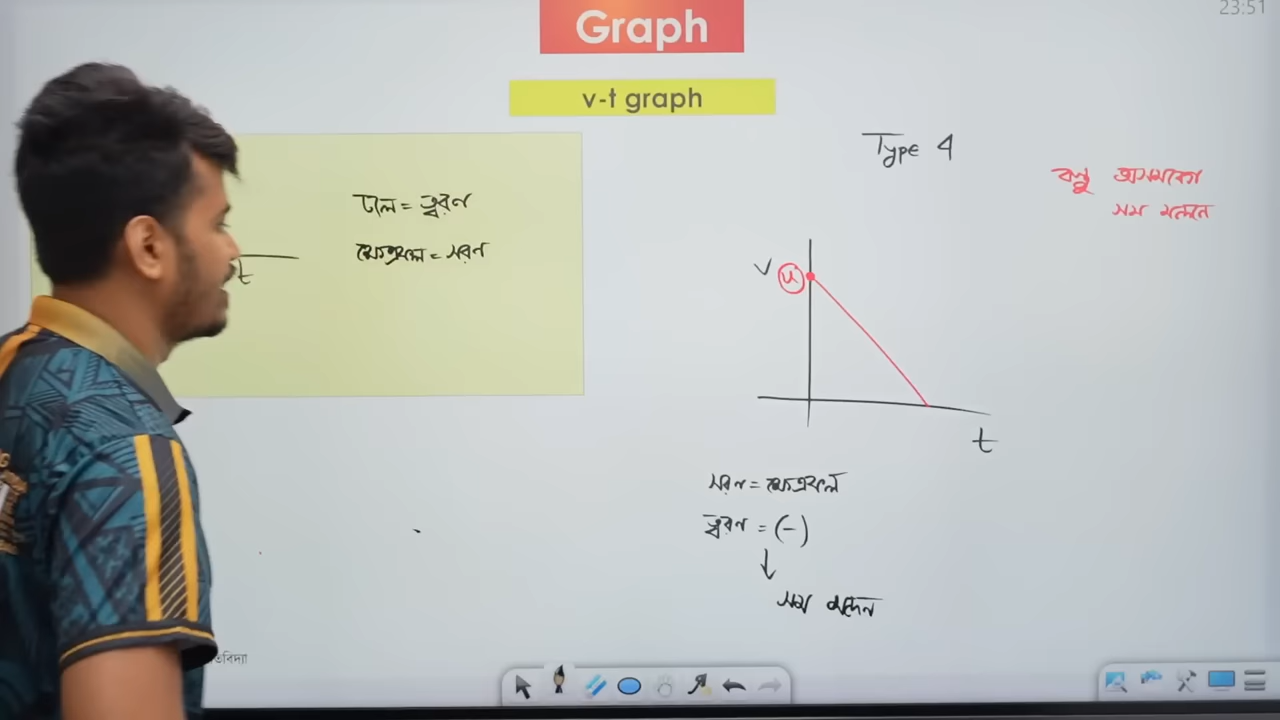 23:51
Graph
v-t graph
ঢাল = ত্বরণ
ক্ষেত্রফল = সরণ
t
Type 4
বস্তু অসমবেগে
সম মন্দনে
v
u
t
সরণ = ক্ষেত্রফল
ত্বরণ = (-)
↓
সম মন্দন